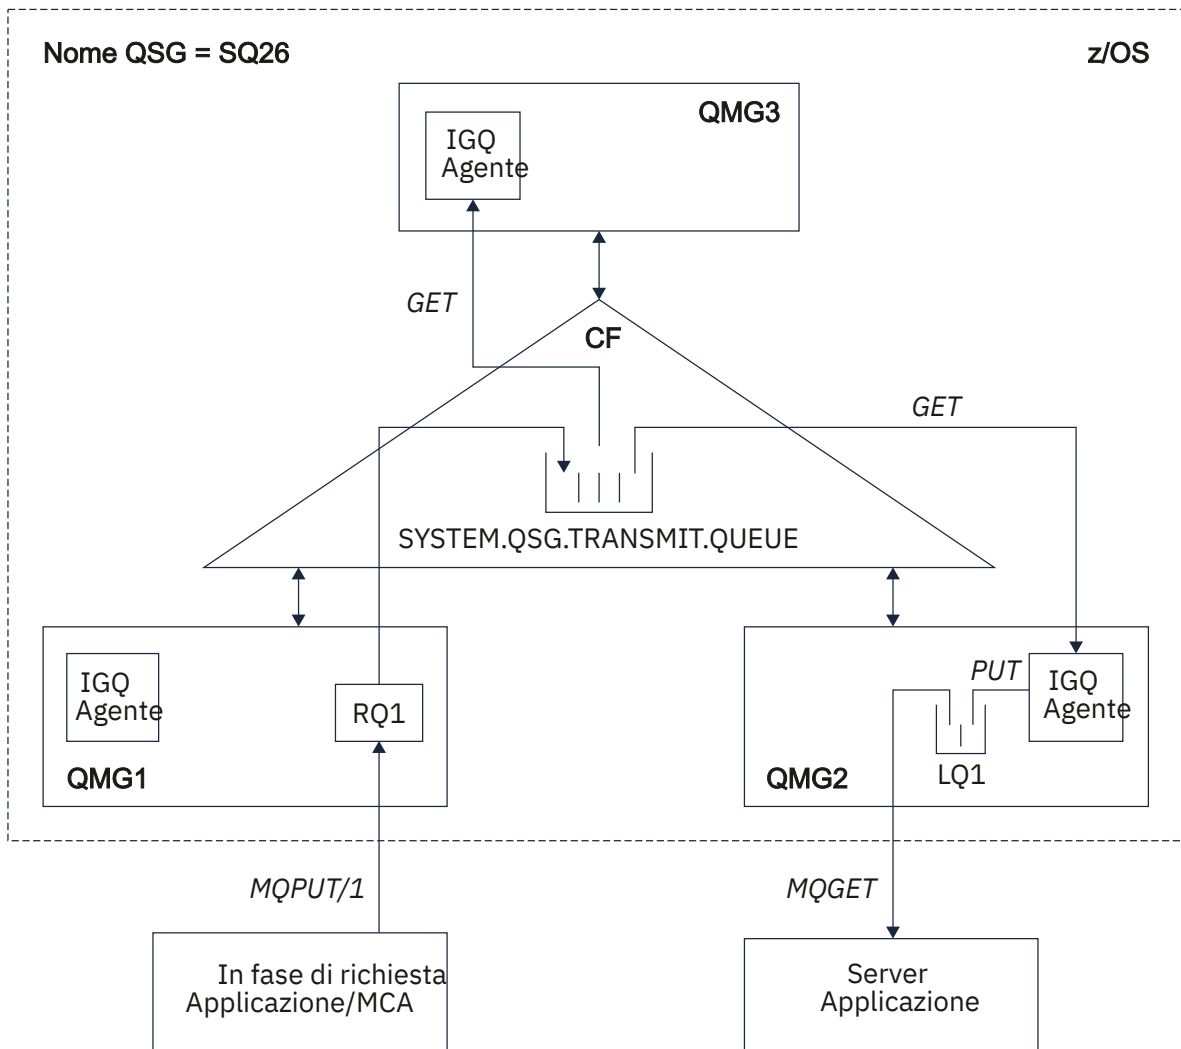 Nome QSG = SQ26
z/OS
QMG3
IGQ
Agente
GET
CF
GET
SYSTEM.QSG.TRANSMIT.QUEUE
IGQ
Agente
RQ1
QMG1
PUT
IGQ
Agente
LQ1
QMG2
MQPUT/1
MQGET
In fase di richiesta
Applicazione/MCA
Server
Applicazione